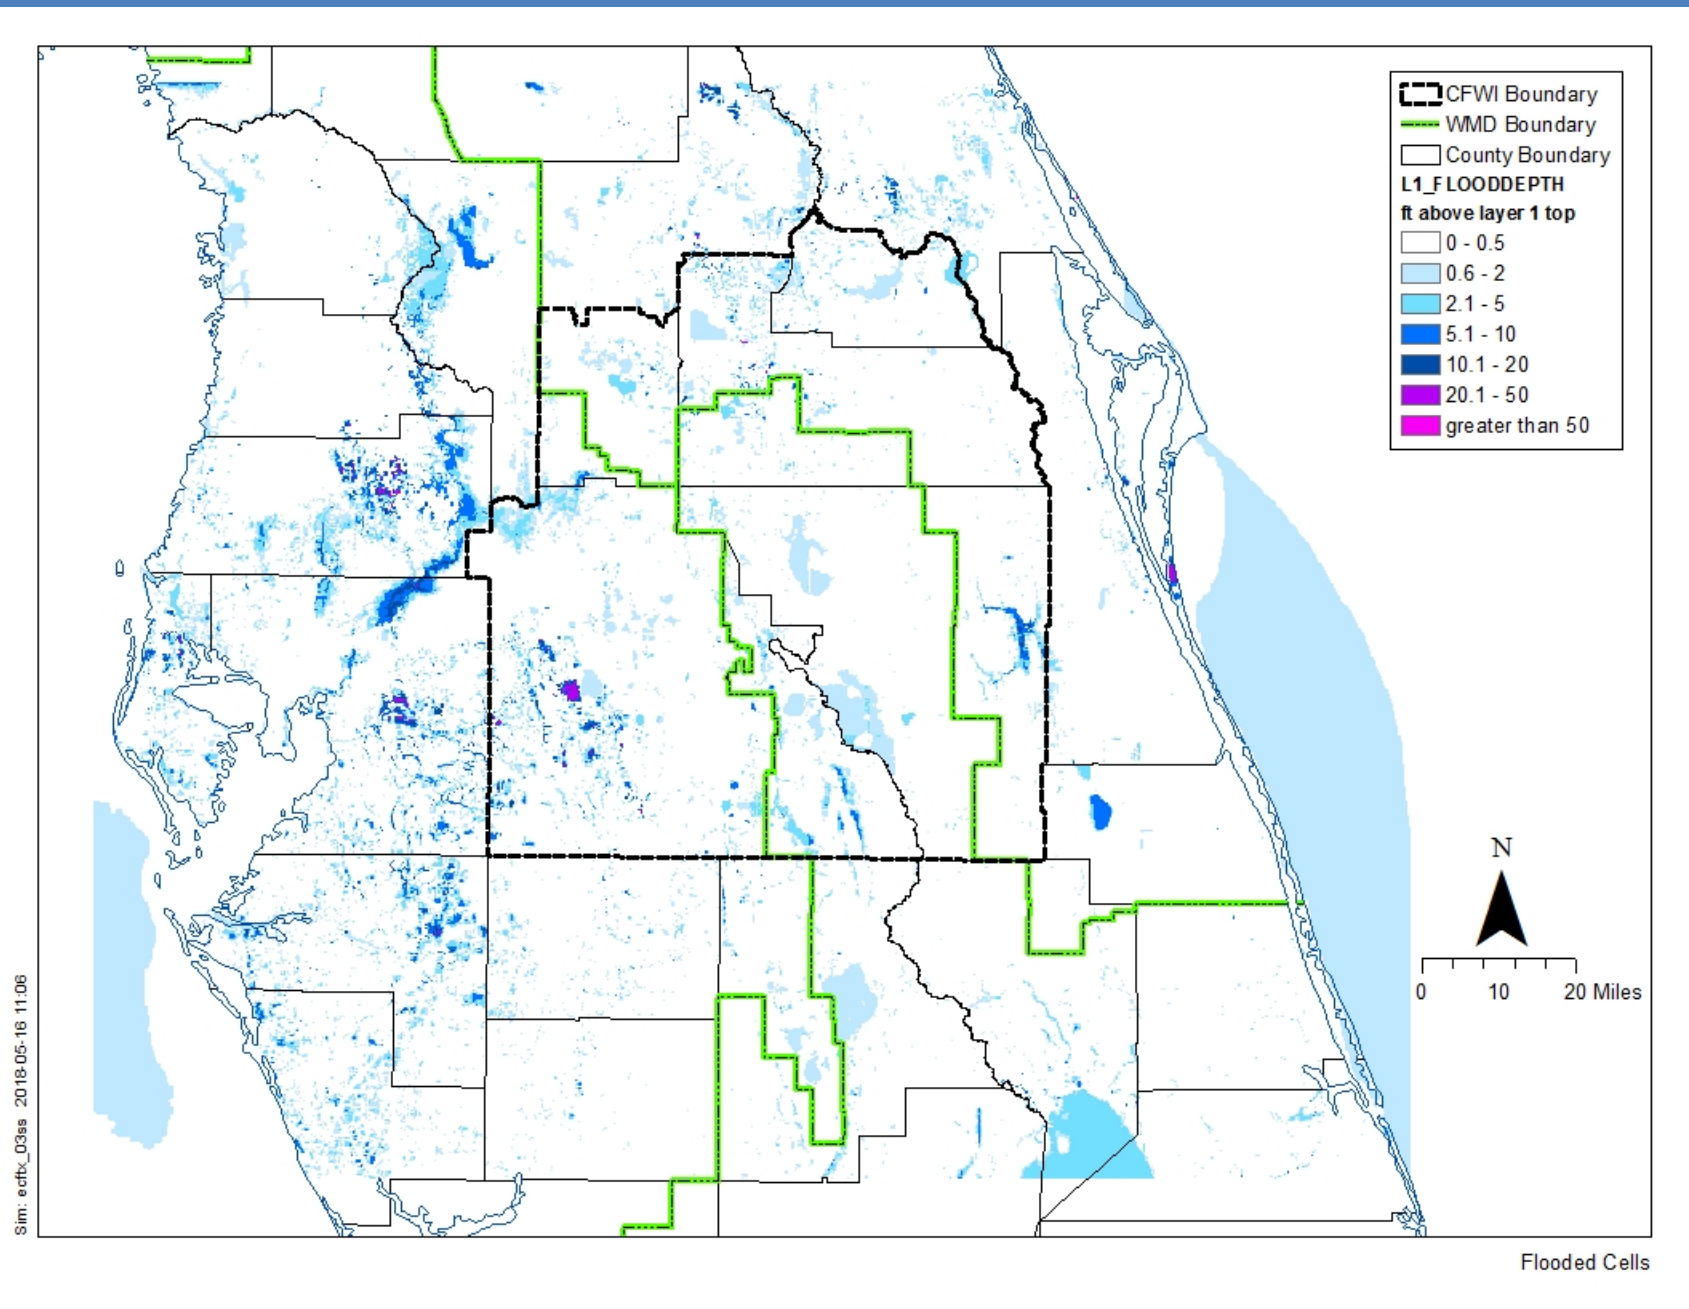 CFWI Boundary
WMD Boundary
County Boundary
L1_FLOODDEPTH
ft above layer 1 top
0 - 0.5
0.6 - 2
2.1 - 5
5.1 - 10
10.1 - 20
20.1 - 50
greater than 50
N
0 10 20 Miles
Sim: ecftx_03ss 2018-05-16 11:06
Flooded Cells